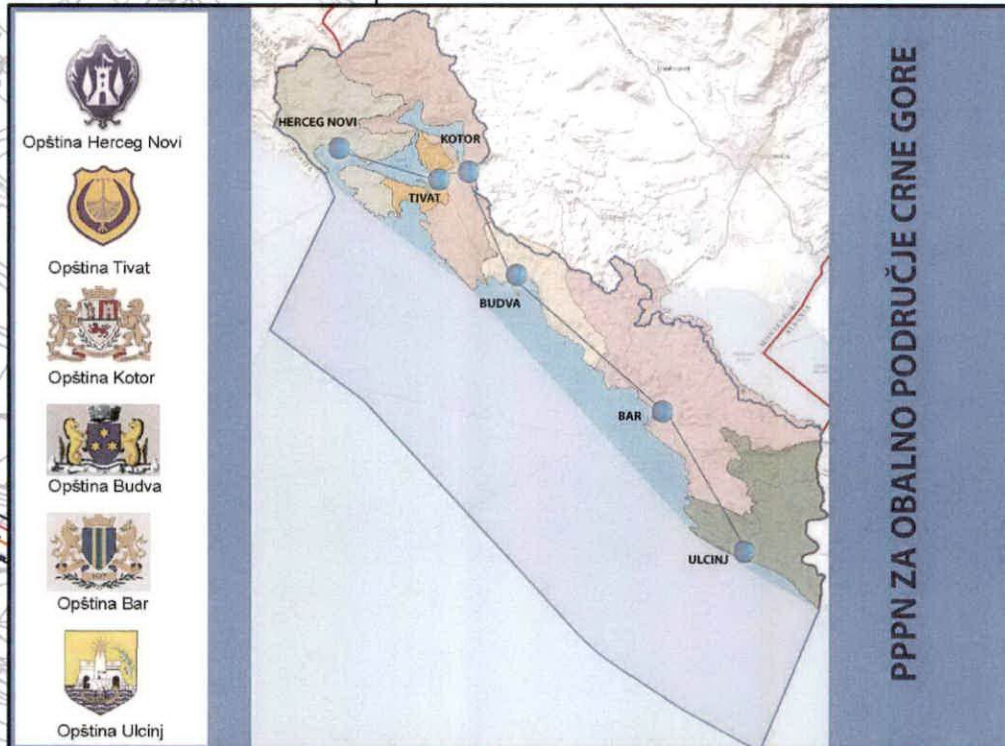 Opština Herceg Novi
Opština Tivat
Opština Kotor
Opština Budva
Opština Bar
Opština Ulcinj
HERCEG NOVI
KOTOR
TIVAT
BUDVA
BAR
ULCINJ
PPPN ZA OBALNO PODRUČJE CRNE GORE